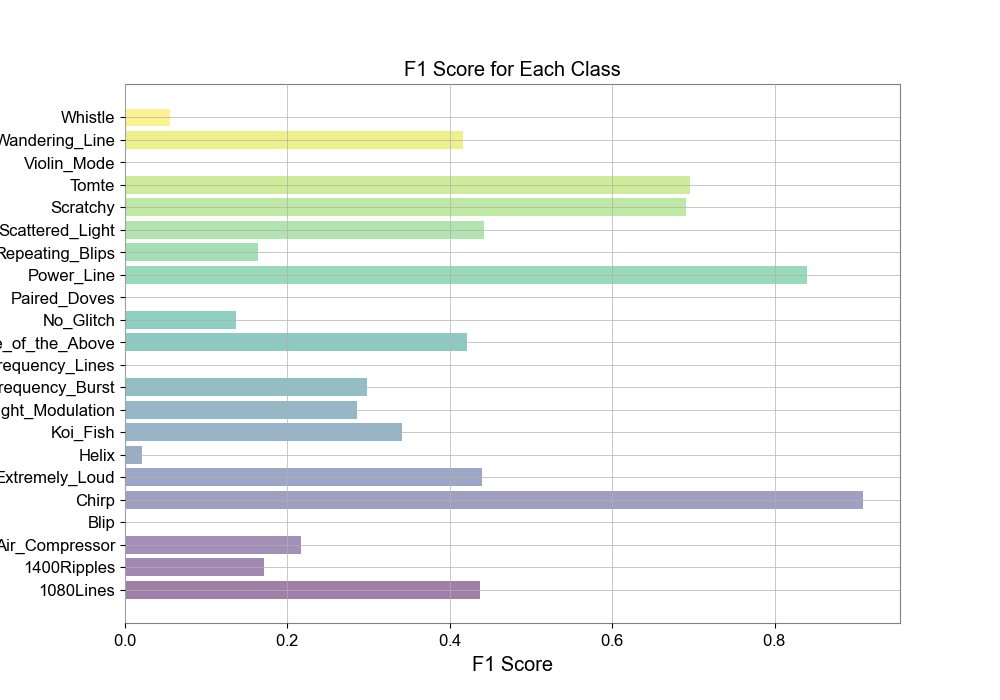 F1 Score for Each Class
Whistle
Wandering_Line
Violin_Mode
Tomte
Scratchy
Scattered_Light
Repeating_Blips
Power_Line
Paired_Doves
No_Glitch
e_of_the_Above
requency_Lines
requency_Burst
ght_Modulation
Koi_Fish
Helix
Extremely_Loud
Chirp
Blip
Air_Compressor
1400Ripples
1080Lines
0.0 0.2 0.4 0.6 0.8
F1 Score